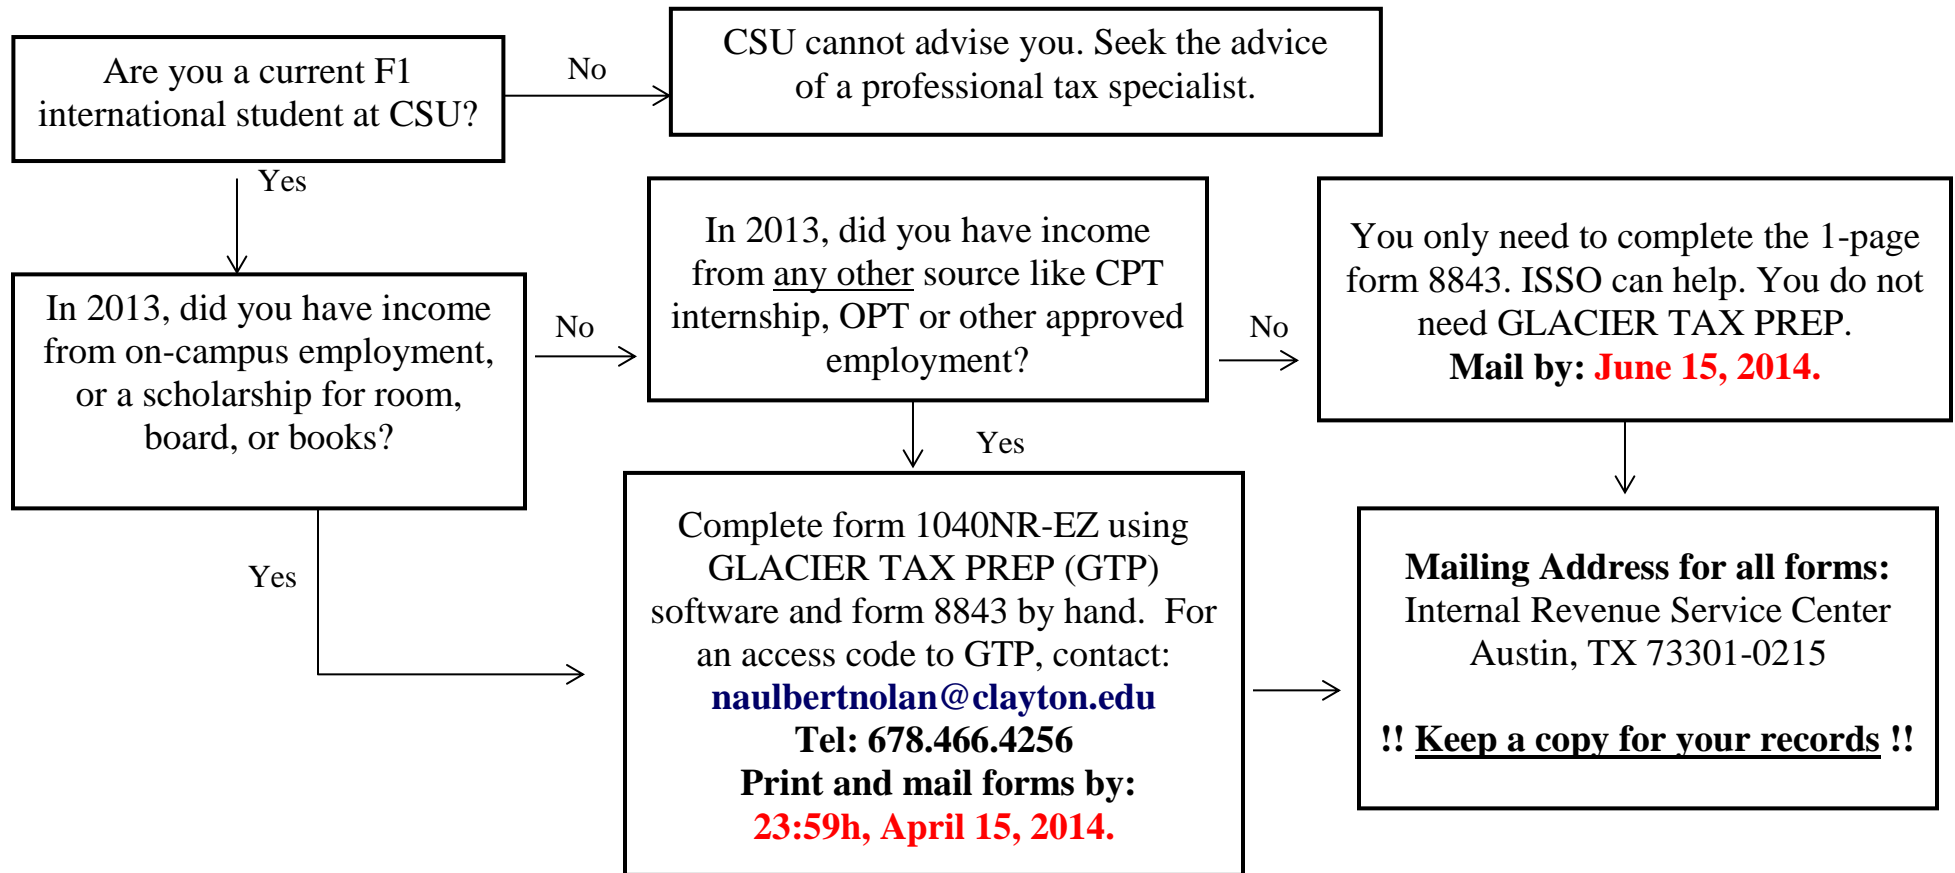 Are you a current F1
international student at CSU?
No
CSU cannot advise you. Seek the advice
of a professional tax specialist.
Yes
In 2013, did you have income
from on-campus employment,
or a scholarship for room,
board, or books?
No
In 2013, did you have income
from any other source like CPT
internship, OPT or other approved
employment?
No
You only need to complete the 1-page
form 8843. ISSO can help. You do not
need GLACIER TAX PREP.
Mail by: June 15, 2014.
Yes
Yes
Complete form 1040NR-EZ using
GLACIER TAX PREP (GTP)
software and form 8843 by hand. For
an access code to GTP, contact:
naulbertnolan@clayton.edu
Tel: 678.466.4256
Print and mail forms by:
23:59h, April 15, 2014.
Mailing Address for all forms:
Internal Revenue Service Center
Austin, TX 73301-0215
!! Keep a copy for your records !!